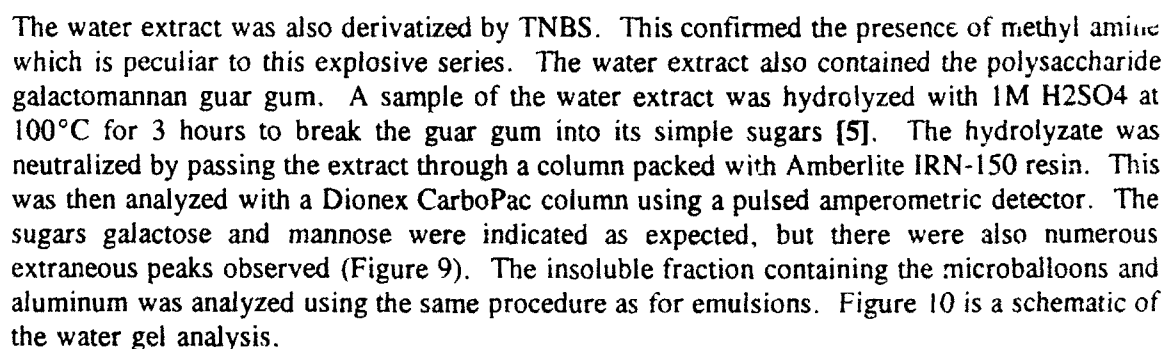 The water extract was also derivatized by TNBS. This confirmed the presence of methyl amine
which is peculiar to this explosive series. The water extract also contained the polysaccharide
galactomannan guar gum. A sample of the water extract was hydrolyzed with 1M H2SO4 at
100°C for 3 hours to break the guar gum into its simple sugars [5]. The hydrolyzate was
neutralized by passing the extract through a column packed with Amberlite IRN-150 resin. This
was then analyzed with a Dionex CarboPac column using a pulsed amperometric detector. The
sugars galactose and mannose were indicated as expected, but there were also numerous
extraneous peaks observed (Figure 9). The insoluble fraction containing the microballoons and
aluminum was analyzed using the same procedure as for emulsions. Figure 10 is a schematic of
the water gel analysis.